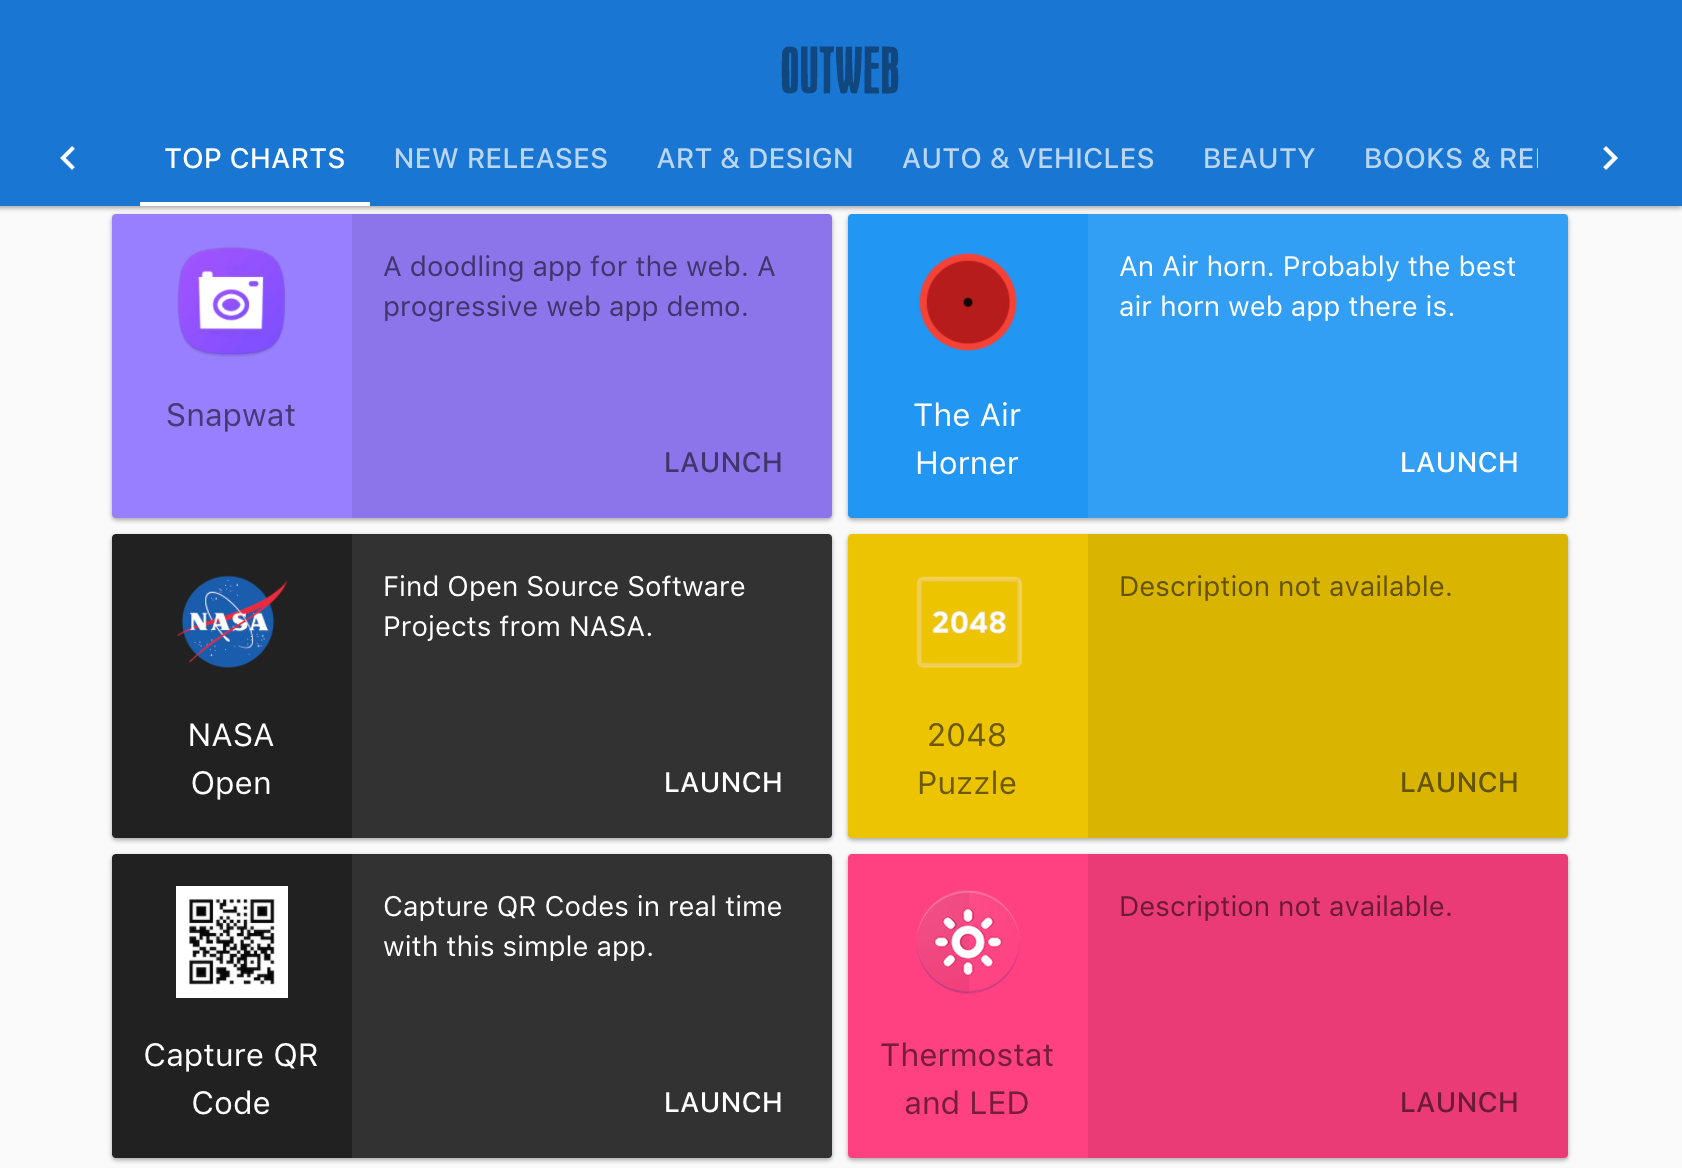 OUTWEB
TOP CHARTS
NEW RELEASES
ART & DESIGN
AUTO & VEHICLES
BEAUTY
BOOKS &
Snapwat
A doodling app for the web. A
progressive web app demo.
LAUNCH
The Air
Horner
An Air horn. Probably the best
air horn web app there is.
LAUNCH
NASA
NASA
Open
Find Open Source Software
Projects from NASA.
LAUNCH
2048
2048
Puzzle
Description not available.
LAUNCH
Capture QR
Code
Capture QR Codes in real time
with this simple app.
LAUNCH
Thermostat
and LED
Description not available.
LAUNCH